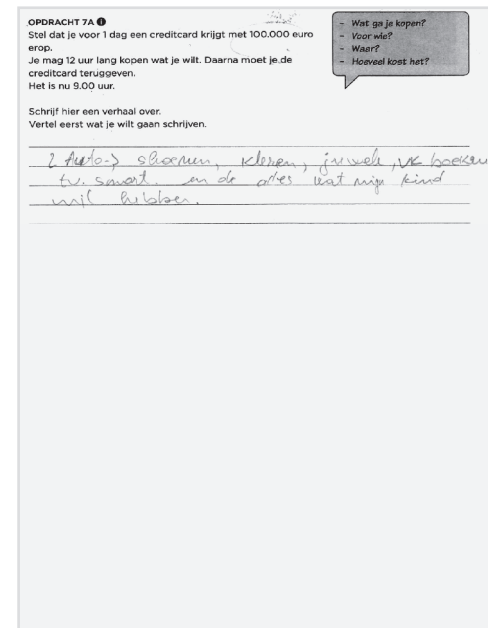 OPDRACHT 7A
Stel dat je voor 1 dag een creditcard krijgt met 100.000 euro
erop.
Je mag 12 uur lang kopen wat je wilt. Daarna moet je de
creditcard teruggeven.
Het is nu 9.00 uur.
Schrijf hier een verhaal over.
Vertel eerst wat je wilt gaan schrijven.
- Wat ga je kopen?
- Voor wie?
- Waar?
- Hoeveel kost het?
2 Auto -> shoenen, kleren, juwele, vk boeken
tv. smart en de alles wat mijn kind
wil hebben.